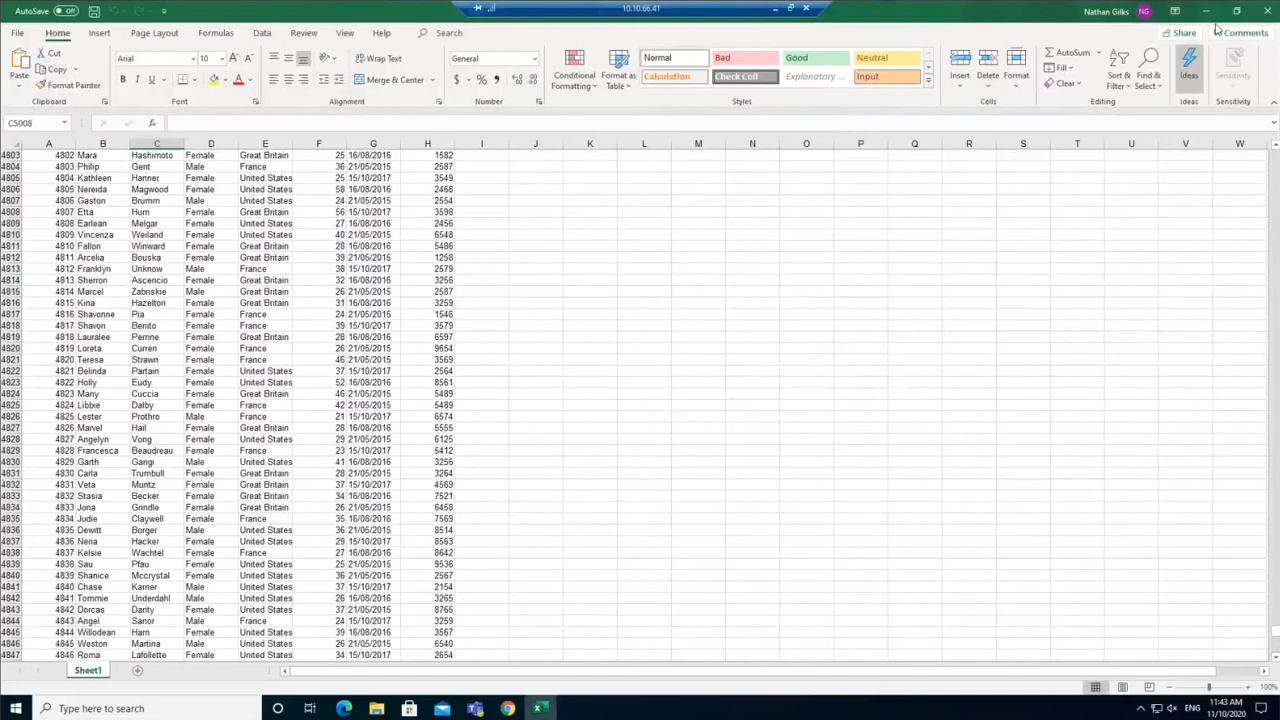 AutoSave Off 10.10.66.41 Nathan Gilks NG
File Home Insert Page Layout Formulas Data Review View Help Search Share Comments
Paste Cut Copy Format Painter Clipboard
Arial 10 B I U A Font
Wrap Text Merge & Center Alignment
General $ % Number
Conditional Formatting Format as Table Normal Bad Good Neutral Calculation Check Cell Explanatory ... Input Styles
Insert Delete Format Cells
AutoSum Fill Clear Sort & Filter Find & Select Editing
Ideas Ideas Sensitivity Sensitivity
C5008 fx
A B C D E F G H I J K L M N O P Q R S T U V W
4803 4802 Mara Hashimoto Female Great Britain 25 16/08/2016 1582
4804 4803 Philip Gent Male France 36 21/05/2015 2587
4805 4804 Kathleen Hanner Female United States 25 15/10/2017 3549
4806 4805 Nereida Magwood Female United States 58 16/08/2016 2468
4807 4806 Gaston Brumm Male United States 24 21/05/2015 2554
4808 4807 Etta Hurn Female Great Britain 56 15/10/2017 3598
4809 4808 Earlean Melgar Female United States 27 16/08/2016 2456
4810 4809 Vincenza Weiland Female United States 40 21/05/2015 6548
4811 4810 Fallon Winward Female Great Britain 28 16/08/2016 5486
4812 4811 Arcelia Bouska Female Great Britain 39 21/05/2015 1258
4813 4812 Franklyn Unknow Male France 38 15/10/2017 2579
4814 4813 Sherron Ascencio Female Great Britain 32 16/08/2016 3256
4815 4814 Marcel Zabriskie Male Great Britain 26 21/05/2015 2587
4816 4815 Kina Hazelton Female Great Britain 31 16/08/2016 3259
4817 4816 Shavonne Pia Female France 24 21/05/2015 1546
4818 4817 Shavon Benito Female France 39 15/10/2017 3579
4819 4818 Lauralee Perrine Female Great Britain 28 16/08/2016 6597
4820 4819 Loreta Curren Female France 26 21/05/2015 9654
4821 4820 Teresa Strawn Female France 46 21/05/2015 3569
4822 4821 Belinda Partain Female United States 37 15/10/2017 2564
4823 4822 Holly Eudy Female United States 52 16/08/2016 8561
4824 4823 Many Cuccia Female Great Britain 46 21/05/2015 5489
4825 4824 Libbie Dalby Female France 42 21/05/2015 5489
4826 4825 Lester Prothro Male France 21 15/10/2017 6574
4827 4826 Marvel Hail Female Great Britain 28 16/08/2016 5555
4828 4827 Angelyn Vong Female United States 29 21/05/2015 6125
4829 4828 Francesca Beaudreau Female France 23 15/10/2017 5412
4830 4829 Garth Gangi Male United States 41 16/08/2016 3256
4831 4830 Carla Trumbull Female Great Britain 28 21/05/2015 3264
4832 4831 Veta Muntz Female Great Britain 37 15/10/2017 4569
4833 4832 Stasia Becker Female Great Britain 34 16/08/2016 7521
4834 4833 Jona Grindle Female Great Britain 26 21/05/2015 6458
4835 4834 Judie Claywell Female France 35 16/08/2016 7569
4836 4835 Dewitt Borger Male United States 36 21/05/2015 8514
4837 4836 Nena Hacker Female United States 29 15/10/2017 8563
4838 4837 Kelsie Wachtel Female France 27 16/08/2016 8642
4839 4838 Sau Pfau Female United States 25 21/05/2015 9536
4840 4839 Shanice Mccrystal Female United States 36 21/05/2015 2567
4841 4840 Chase Karner Male United States 37 15/10/2017 2154
4842 4841 Tommie Underdahl Male United States 26 16/08/2016 3265
4843 4842 Dorcas Darity Female United States 37 21/05/2015 8765
4844 4843 Angel Sanor Male France 24 15/10/2017 3259
4845 4844 Willodean Harn Female United States 39 16/08/2016 3567
4846 4845 Weston Martina Male United States 26 21/05/2015 6540
4847 4846 Roma Lafollette Female United States 34 15/10/2017 2654
Sheet1
100%
Type here to search ENG 11:43 AM
11/10/2020